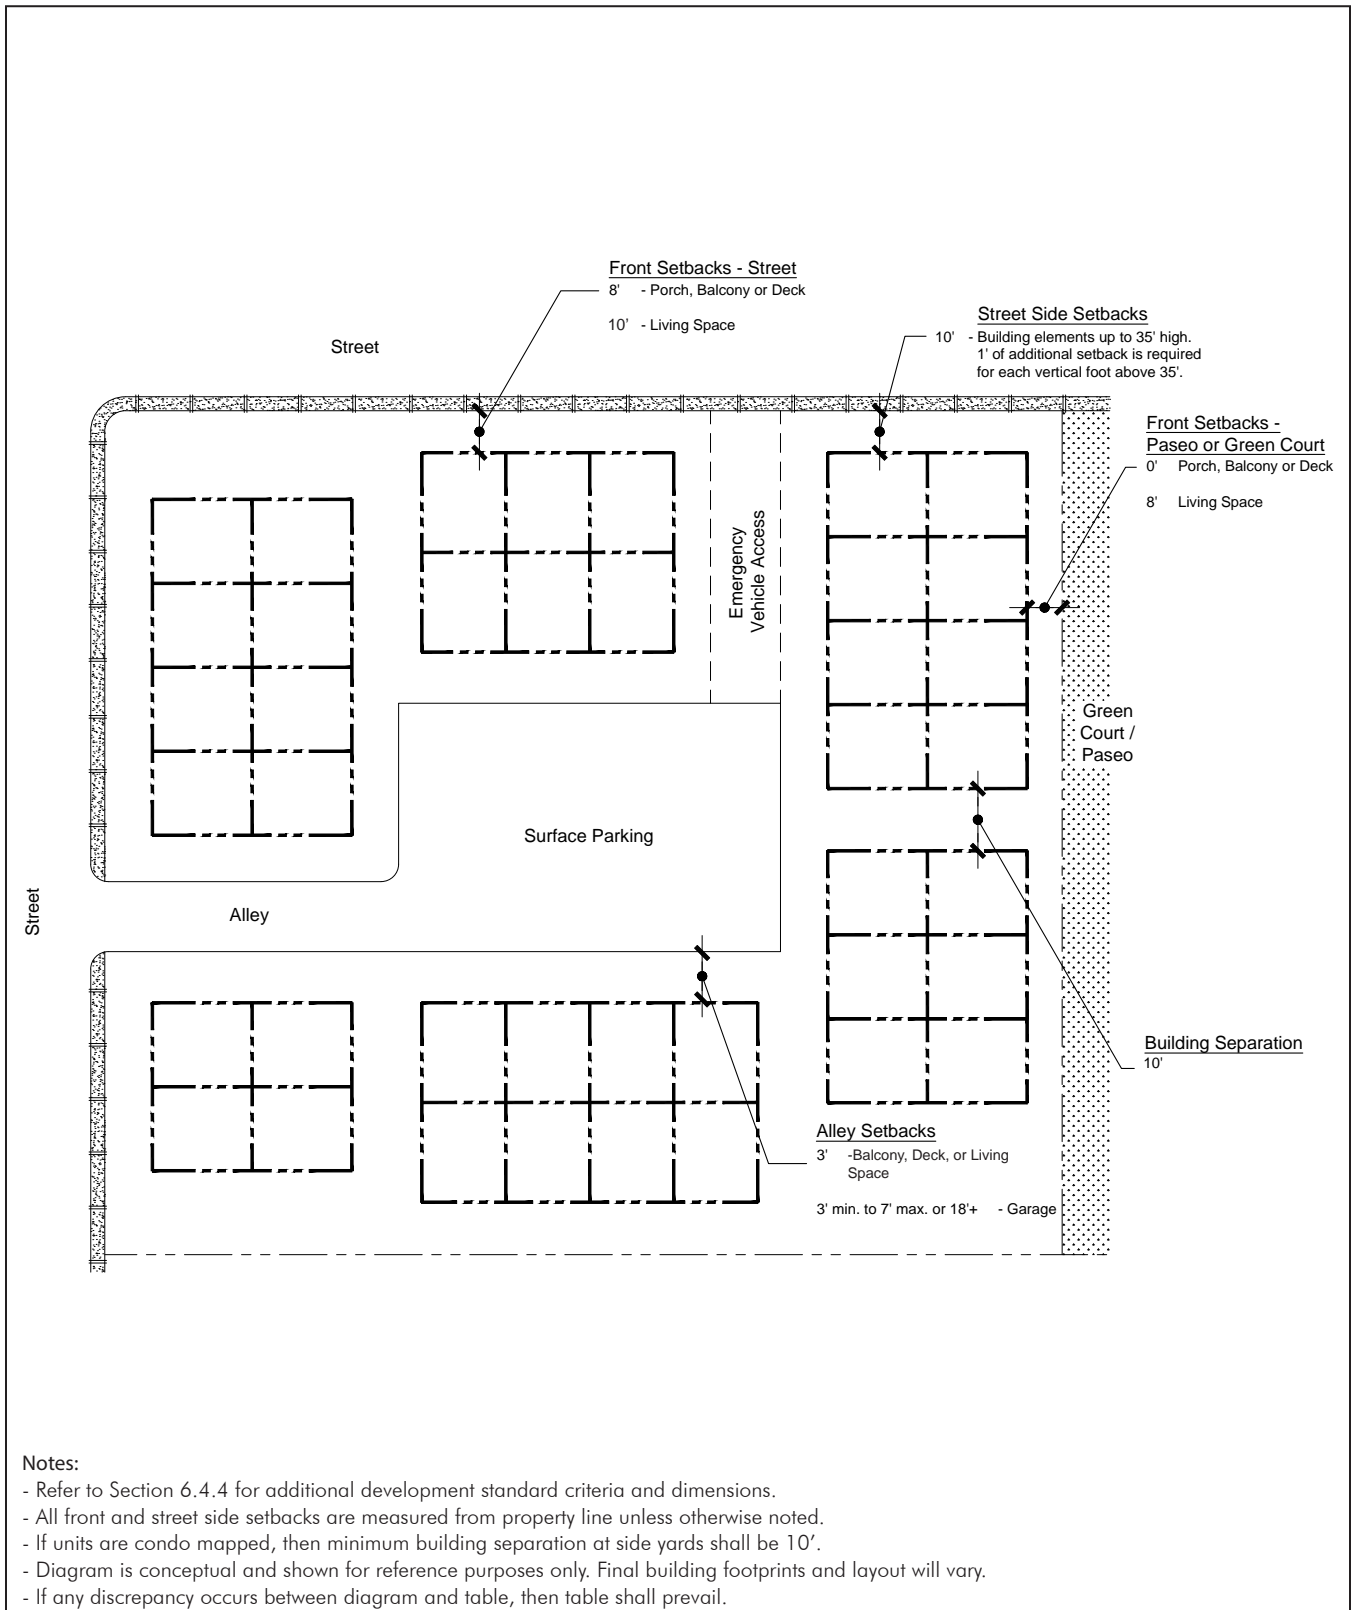 Front Setbacks - Street
8' - Porch, Balcony or Deck
10' - Living Space
Street
Street Side Setbacks
10' - Building elements up to 35' high.
1' of additional setback is required
for each vertical foot above 35'.
Front Setbacks -
Paseo or Green Court
0' Porch, Balcony or Deck
8' Living Space
Emergency
Vehicle Access
Green
Court /
Paseo
Surface Parking
Street
Alley
Building Separation
10'
Alley Setbacks
3' -Balcony, Deck, or Living
Space
3' min. to 7' max. or 18'+ - Garage
Notes:
- Refer to Section 6.4.4 for additional development standard criteria and dimensions.
- All front and street side setbacks are measured from property line unless otherwise noted.
- If units are condo mapped, then minimum building separation at side yards shall be 10’.
- Diagram is conceptual and shown for reference purposes only. Final building footprints and layout will vary.
- If any discrepancy occurs between diagram and table, then table shall prevail.